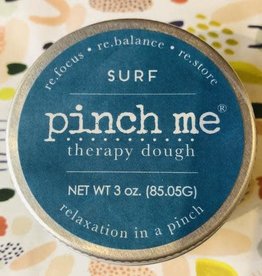 re.focus • re.balance • re.store
SURF
pinch me®
therapy dough
NET WT 3 oz. (85.05G)
relaxation in a pinch